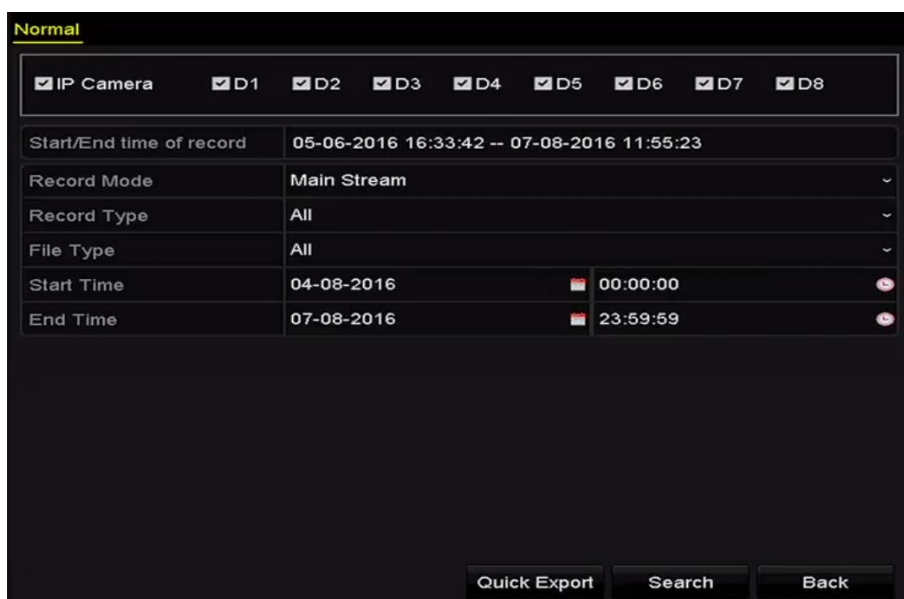 Normal
IP Camera D1 D2 D3 D4 D5 D6 D7 D8
Start/End time of record 05-06-2016 16:33:42 -- 07-08-2016 11:55:23
Record Mode Main Stream
Record Type All
File Type All
Start Time 04-08-2016 00:00:00
End Time 07-08-2016 23:59:59
Quick Export Search Back